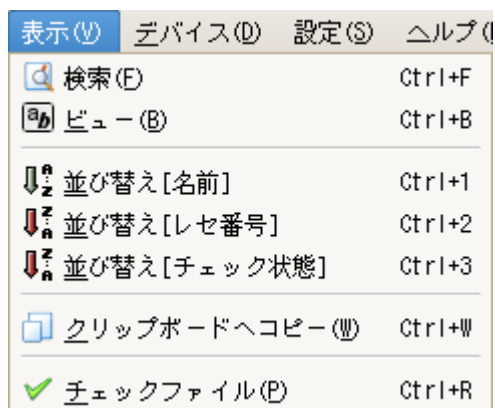 表示(V) デバイス(D) 設定(S) ヘルプ(
検索(F) Ctrl+F
ビュー(B) Ctrl+B
並び替え[名前] Ctrl+1
並び替え[レセ番号] Ctrl+2
並び替え[チェック状態] Ctrl+3
クリップボードへコピー(W) Ctrl+W
チェックファイル(P) Ctrl+R